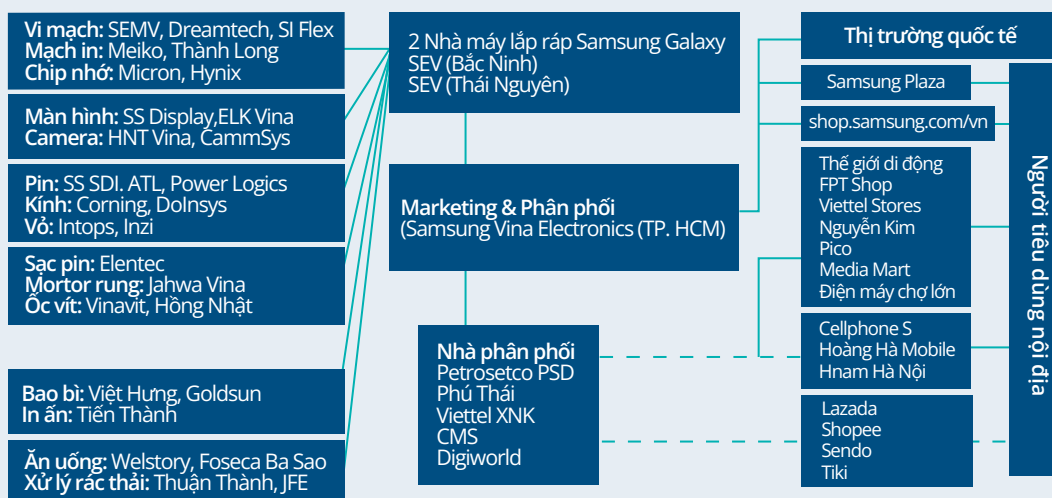 Vi mạch: SEMV, Dreamtech, SI Flex
Mạch in: Meiko, Thành Long
Chip nhớ: Micron, Hynix
Màn hình: SS Display,ELK Vina
Camera: HNT Vina, CammSys
Pin: SS SDI. ATL, Power Logics
Kính: Corning, DoInsys
Vỏ: Intops, Inzi
Sạc pin: Elentec
Mortor rung: Jahwa Vina
Ốc vít: Vinavit, Hồng Nhật
Bao bì: Việt Hưng, Goldsun
In ấn: Tiến Thành
Ăn uống: Welstory, Foseca Ba Sao
Xử lý rác thải: Thuận Thành, JFE
2 Nhà máy lắp ráp Samsung Galaxy
SEV (Bắc Ninh)
SEV (Thái Nguyên)
Marketing & Phân phối
(Samsung Vina Electronics (TP. HCM)
Nhà phân phối
Petrosetco PSD
Phú Thái
Viettel XNK
CMS
Digiworld
Thị trường quốc tế
Samsung Plaza
shop.samsung.com/vn
Thế giới di động
FPT Shop
Viettel Stores
Nguyễn Kim
Pico
Media Mart
Điện máy chợ lớn
Cellphone S
Hoàng Hà Mobile
Hnam Hà Nội
Lazada
Shopee
Sendo
Tiki
Người tiêu dùng nội địa